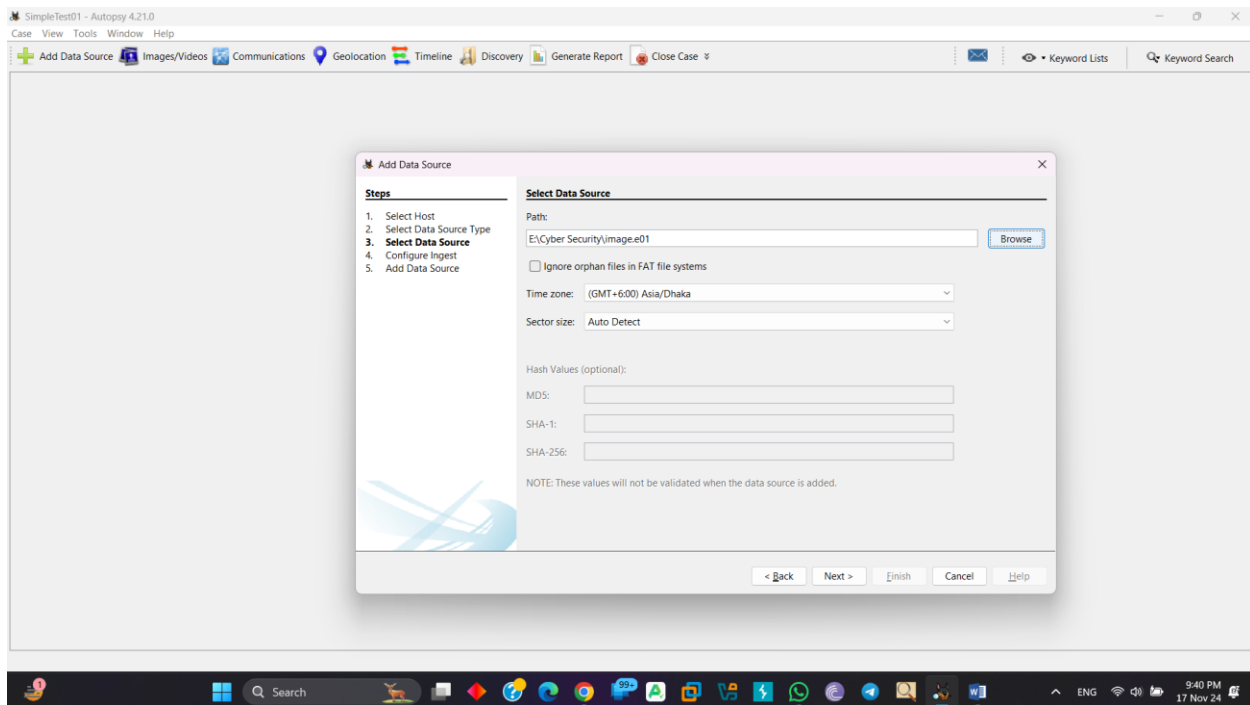 SimpleTest01 - Autopsy 4.21.0
Case View Tools Window Help
Add Data Source Images/Videos Communications Geolocation Timeline Discovery Generate Report Close Case Keyword Lists Keyword Search
Add Data Source
Steps
1. Select Host
2. Select Data Source Type
3. Select Data Source
4. Configure Ingest
5. Add Data Source
Select Data Source
Path:
E:\Cyber Security\image.e01 Browse
Ignore orphan files in FAT file systems
Time zone: (GMT+6:00) Asia/Dhaka
Sector size: Auto Detect
Hash Values (optional):
MD5:
SHA-1:
SHA-256:
NOTE: These values will not be validated when the data source is added.
< Back Next > Finish Cancel Help
1 Search 99+ ENG 9:40 PM
17 Nov 24